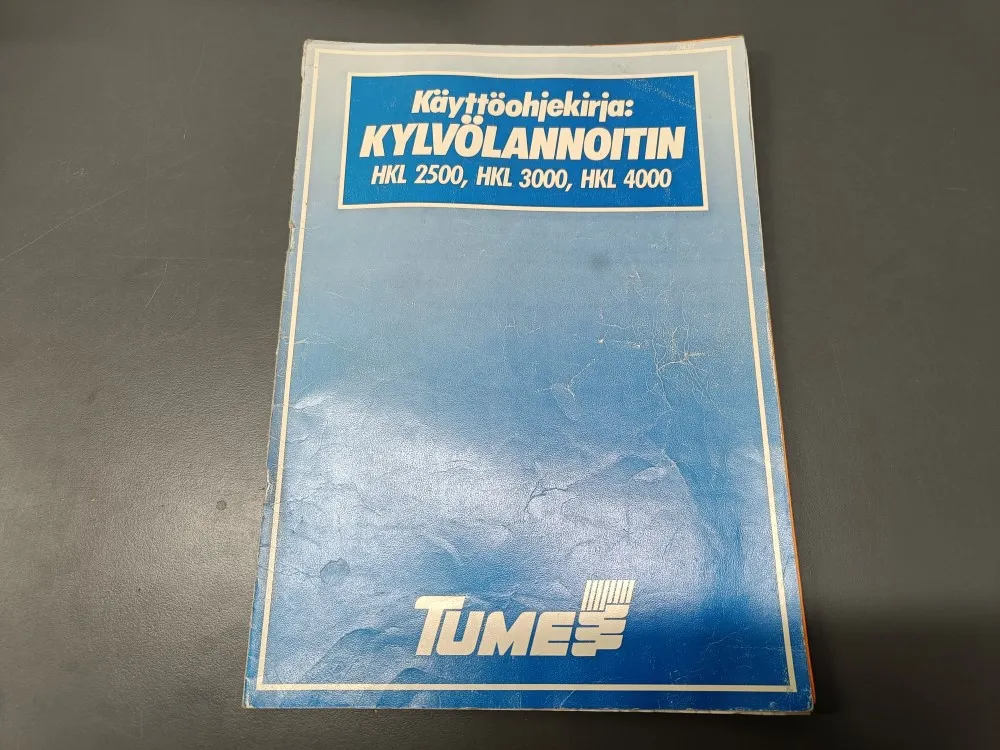 Käyttöohjekirja:
KYLVÖLANNOITIN
HKL 2500, HKL 3000, HKL 4000
TUME